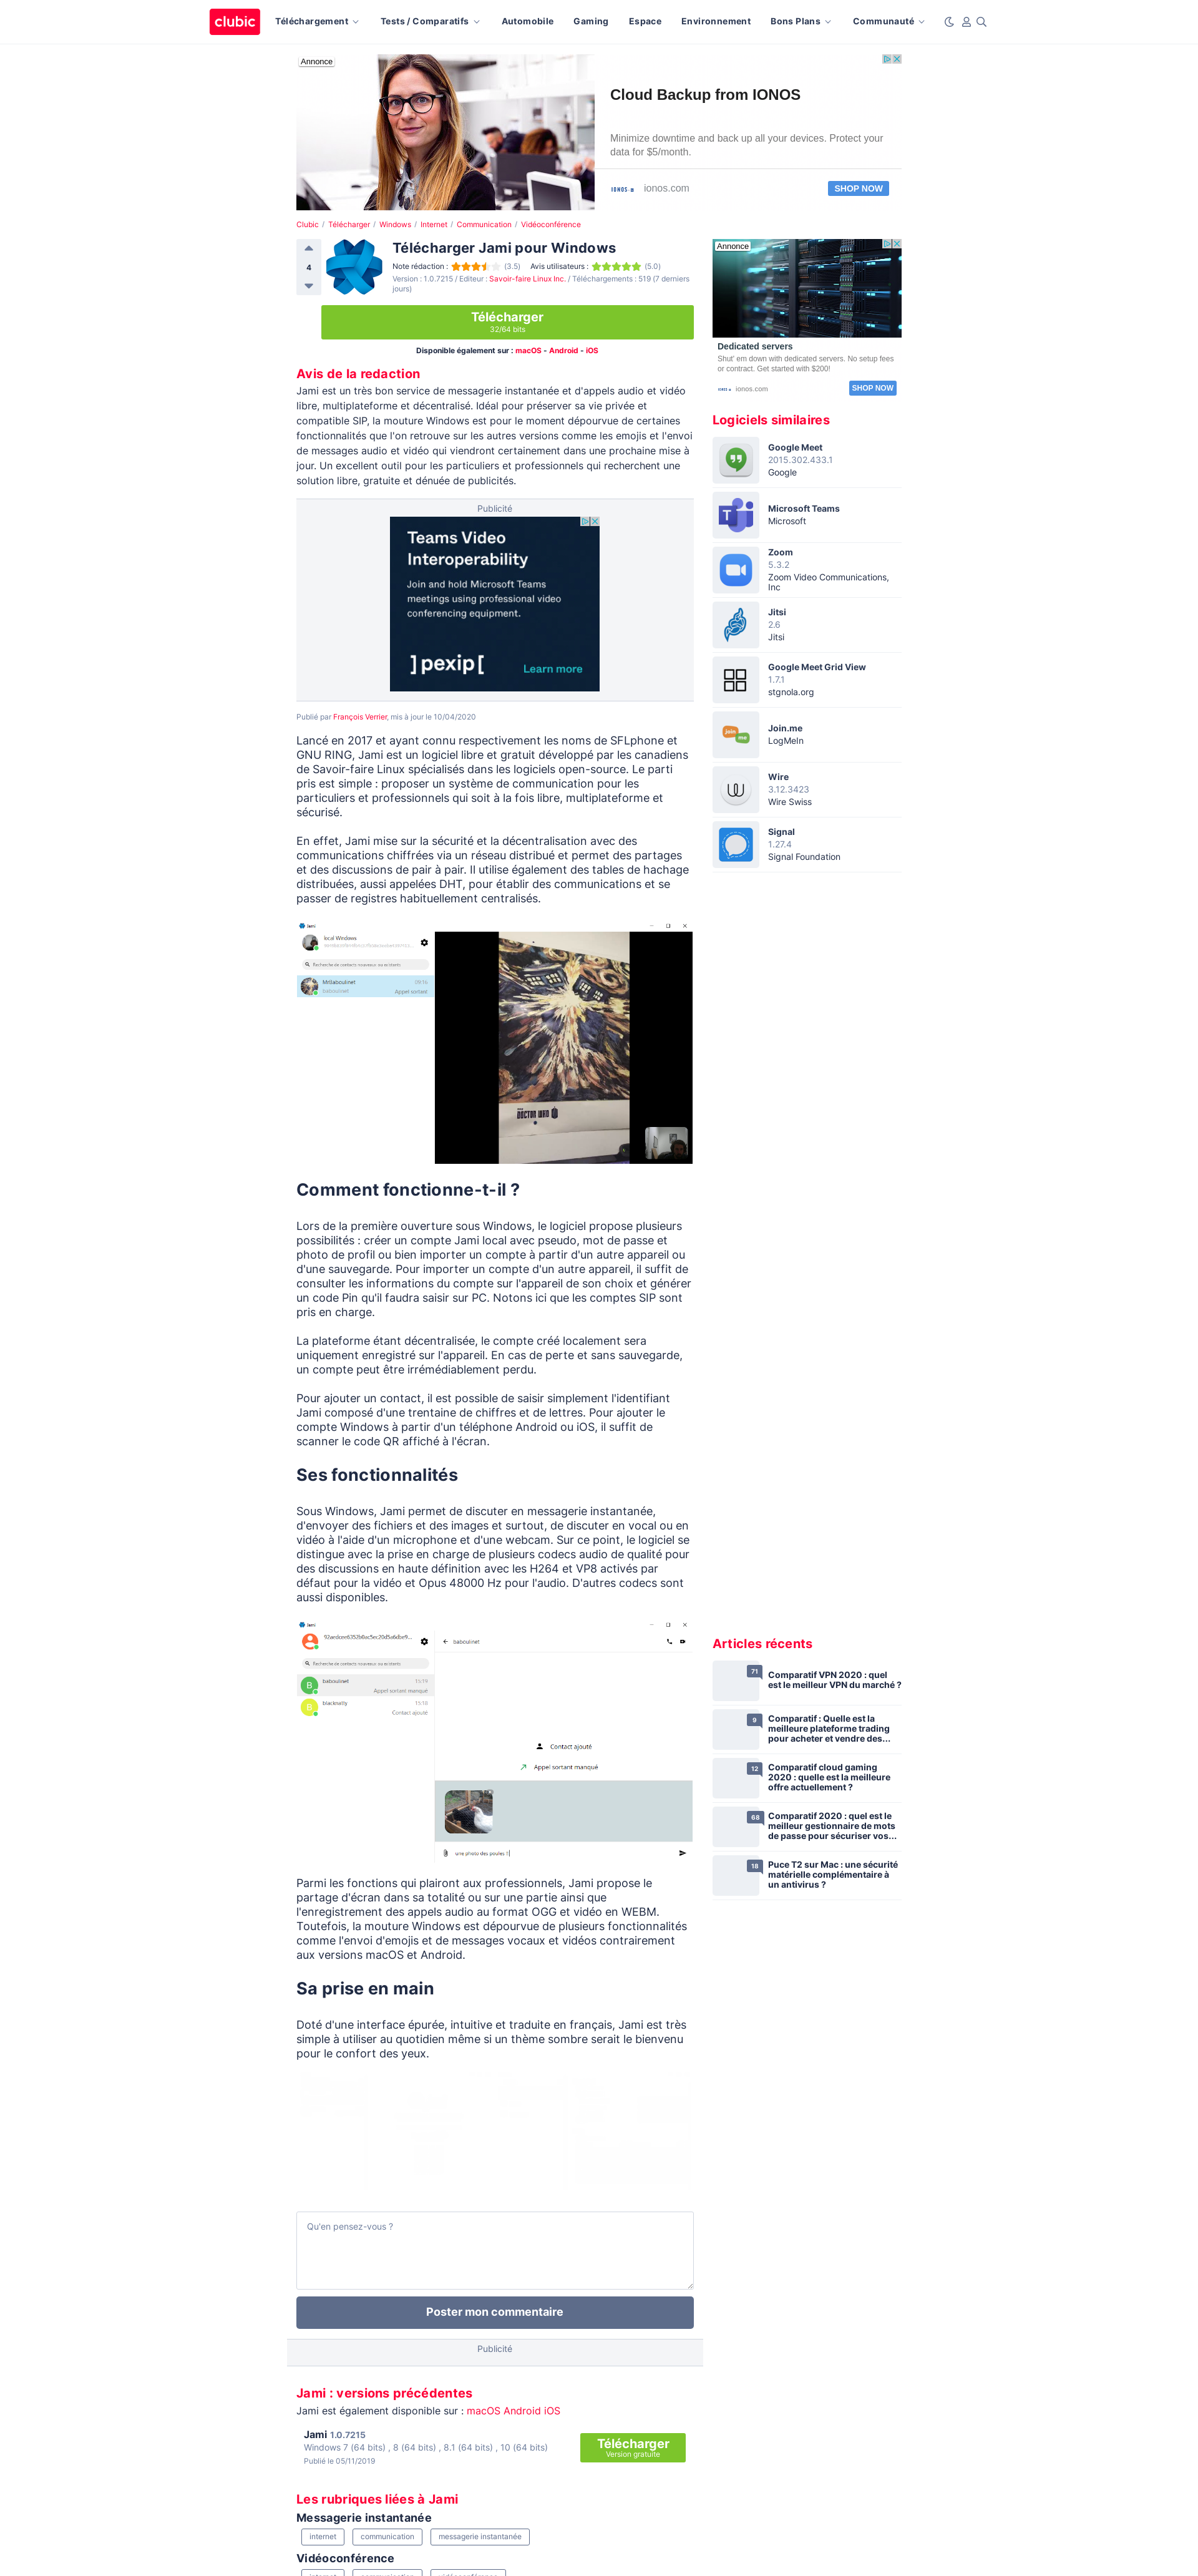 clubic
Téléchargement
Tests / Comparatifs
Automobile
Gaming
Espace
Environnement
Bons Plans
Communauté
Annonce
Cloud Backup from IONOS
Minimize downtime and back up all your devices. Protect your
data for $5/month.
IONOS
ionos.com
SHOP NOW
Clubic / Télécharger / Windows / Internet / Communication / Vidéoconférence
4
Télécharger Jami pour Windows
Note rédaction : (3.5) Avis utilisateurs : (5.0)
Version : 1.0.7215 / Editeur : Savoir-faire Linux Inc. / Téléchargements : 519 (7 derniers
jours)
Télécharger
32/64 bits
Disponible également sur : macOS - Android - iOS
Avis de la redaction
Jami est un très bon service de messagerie instantanée et d'appels audio et vidéo
libre, multiplateforme et décentralisé. Idéal pour préserver sa vie privée et
compatible SIP, la mouture Windows est pour le moment dépourvue de certaines
fonctionnalités que l'on retrouve sur les autres versions comme les emojis et l'envoi
de messages audio et vidéo qui viendront certainement dans une prochaine mise à
jour. Un excellent outil pour les particuliers et professionnels qui recherchent une
solution libre, gratuite et dénuée de publicités.
Publicité
Teams Video
Interoperability
Join and hold Microsoft Teams
meetings using professional video
conferencing equipment.
]pexip[
Learn more
Publié par François Verrier, mis à jour le 10/04/2020
Lancé en 2017 et ayant connu respectivement les noms de SFLphone et
GNU RING, Jami est un logiciel libre et gratuit développé par les canadiens
de Savoir-faire Linux spécialisés dans les logiciels open-source. Le parti
pris est simple : proposer un système de communication pour les
particuliers et professionnels qui soit à la fois libre, multiplateforme et
sécurisé.
En effet, Jami mise sur la sécurité et la décentralisation avec des
communications chiffrées via un réseau distribué et permet des partages
et des discussions de pair à pair. Il utilise également des tables de hachage
distribuées, aussi appelées DHT, pour établir des communications et se
passer de registres habituellement centralisés.
Jami
local Windows
Recherche de contacts nouveaux ou existants
Mrtlaboulinet
09:16
baboulinet
Appel sortant
DOCTOR WHO
Comment fonctionne-t-il ?
Lors de la première ouverture sous Windows, le logiciel propose plusieurs
possibilités : créer un compte Jami local avec pseudo, mot de passe et
photo de profil ou bien importer un compte à partir d'un autre appareil ou
d'une sauvegarde. Pour importer un compte d'un autre appareil, il suffit de
consulter les informations du compte sur l'appareil de son choix et générer
un code Pin qu'il faudra saisir sur PC. Notons ici que les comptes SIP sont
pris en charge.
La plateforme étant décentralisée, le compte créé localement sera
uniquement enregistré sur l'appareil. En cas de perte et sans sauvegarde,
un compte peut être irrémédiablement perdu.
Pour ajouter un contact, il est possible de saisir simplement l'identifiant
Jami composé d'une trentaine de chiffres et de lettres. Pour ajouter le
compte Windows à partir d'un téléphone Android ou iOS, il suffit de
scanner le code QR affiché à l'écran.
Ses fonctionnalités
Sous Windows, Jami permet de discuter en messagerie instantanée,
d'envoyer des fichiers et des images et surtout, de discuter en vocal ou en
vidéo à l'aide d'un microphone et d'une webcam. Sur ce point, le logiciel se
distingue avec la prise en charge de plusieurs codecs audio de qualité pour
des discussions en haute définition avec les H264 et VP8 activés par
défaut pour la vidéo et Opus 48000 Hz pour l'audio. D'autres codecs sont
aussi disponibles.
Jami
Recherche de contacts nouveaux ou existants
B
baboulinet
15:19
Appel sortant manqué
B
blacknelly
15:18
Contact ajouté
baboulinet
Contact ajouté
Appel sortant manqué
une photo des poules !
Parmi les fonctions qui plairont aux professionnels, Jami propose le
partage d'écran dans sa totalité ou sur une partie ainsi que
l'enregistrement des appels audio au format OGG et vidéo en WEBM.
Toutefois, la mouture Windows est dépourvue de plusieurs fonctionnalités
comme l'envoi d'emojis et de messages vocaux et vidéos contrairement
aux versions macOS et Android.
Sa prise en main
Doté d'une interface épurée, intuitive et traduite en français, Jami est très
simple à utiliser au quotidien même si un thème sombre serait le bienvenu
pour le confort des yeux.
Qu'en pensez-vous ?
Poster mon commentaire
Publicité
Jami : versions précédentes
Jami est également disponible sur : macOS Android iOS
Jami 1.0.7215
Windows 7 (64 bits) , 8 (64 bits) , 8.1 (64 bits) , 10 (64 bits)
Publié le 05/11/2019
Télécharger
Version gratuite
Les rubriques liées à Jami
Messagerie instantanée
internet
communication
messagerie instantanée
Vidéoconférence
Annonce
Dedicated servers
Shut' em down with dedicated servers. No setup fees
or contract. Get started with $200!
IONOS
ionos.com
SHOP NOW
Logiciels similaires
Google Meet
2015.302.433.1
Google
Microsoft Teams
Microsoft
Zoom
5.3.2
Zoom Video Communications,
Inc
Jitsi
2.6
Jitsi
Google Meet Grid View
1.7.1
stgnola.org
join me
Join.me
LogMeIn
Wire
3.12.3423
Wire Swiss
Signal
1.27.4
Signal Foundation
Articles récents
71
Comparatif VPN 2020 : quel
est le meilleur VPN du marché ?
9
Comparatif : Quelle est la
meilleure plateforme trading
pour acheter et vendre des...
12
Comparatif cloud gaming
2020 : quelle est la meilleure
offre actuellement ?
68
Comparatif 2020 : quel est le
meilleur gestionnaire de mots
de passe pour sécuriser vos...
18
Puce T2 sur Mac : une sécurité
matérielle complémentaire à
un antivirus ?